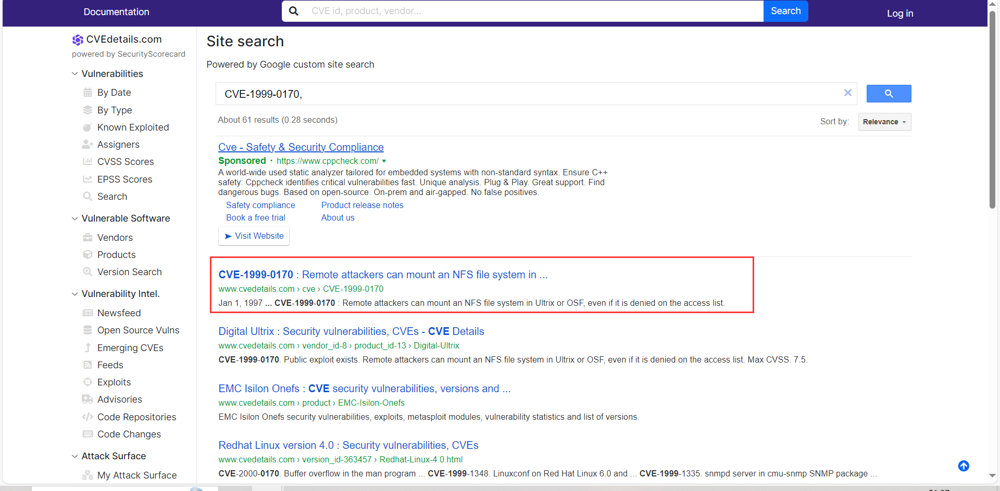 Documentation
CVE id, product, vendor...
Search
Log in
CVEdetails.com
powered by SecurityScorecard
Vulnerabilities
By Date
By Type
Known Exploited
Assigners
CVSS Scores
EPSS Scores
Search
Vulnerable Software
Vendors
Products
Version Search
Vulnerability Intel.
Newsfeed
Open Source Vulns
Emerging CVEs
Feeds
Exploits
Advisories
Code Repositories
Code Changes
Attack Surface
My Attack Surface
Site search
Powered by Google custom site search
CVE-1999-0170,
About 61 results (0.28 seconds)
Sort by:
Relevance
Cve - Safety & Security Compliance
Sponsored · https://www.cppcheck.com/
A world-wide used static analyzer tailored for embedded systems with non-standard syntax. Ensure C++
safety: Cppcheck identifies critical vulnerabilities fast. Unique analysis. Plug & Play. Great support. Find
dangerous bugs. Based on open-source. On-prem and air-gapped. No false positives.
Safety compliance Product release notes
Book a free trial About us
Visit Website
CVE-1999-0170 : Remote attackers can mount an NFS file system in ...
www.cvedetails.com › cve › CVE-1999-0170
Jan 1, 1997 ... CVE-1999-0170 : Remote attackers can mount an NFS file system in Ultrix or OSF, even if it is denied on the access list.
Digital Ultrix : Security vulnerabilities, CVEs - CVE Details
www.cvedetails.com › vendor_id-8 › product_id-13 › Digital-Ultrix
CVE-1999-0170. Public exploit exists. Remote attackers can mount an NFS file system in Ultrix or OSF, even if it is denied on the access list. Max CVSS. 7.5.
EMC Isilon Onefs : CVE security vulnerabilities, versions and ...
www.cvedetails.com › product › EMC-Isilon-Onefs
EMC Isilon Onefs security vulnerabilities, exploits, metasploit modules, vulnerability statistics and list of versions.
Redhat Linux version 4.0 : Security vulnerabilities, CVEs
www.cvedetails.com › version_id-363457 › Redhat-Linux-4.0.html
CVE-2000-0170. Buffer overflow in the man program ... CVE-1999-1348. Linuxconf on Red Hat Linux 6.0 and ... CVE-1999-1335. snmpd server in cmu-snmp SNMP package ...